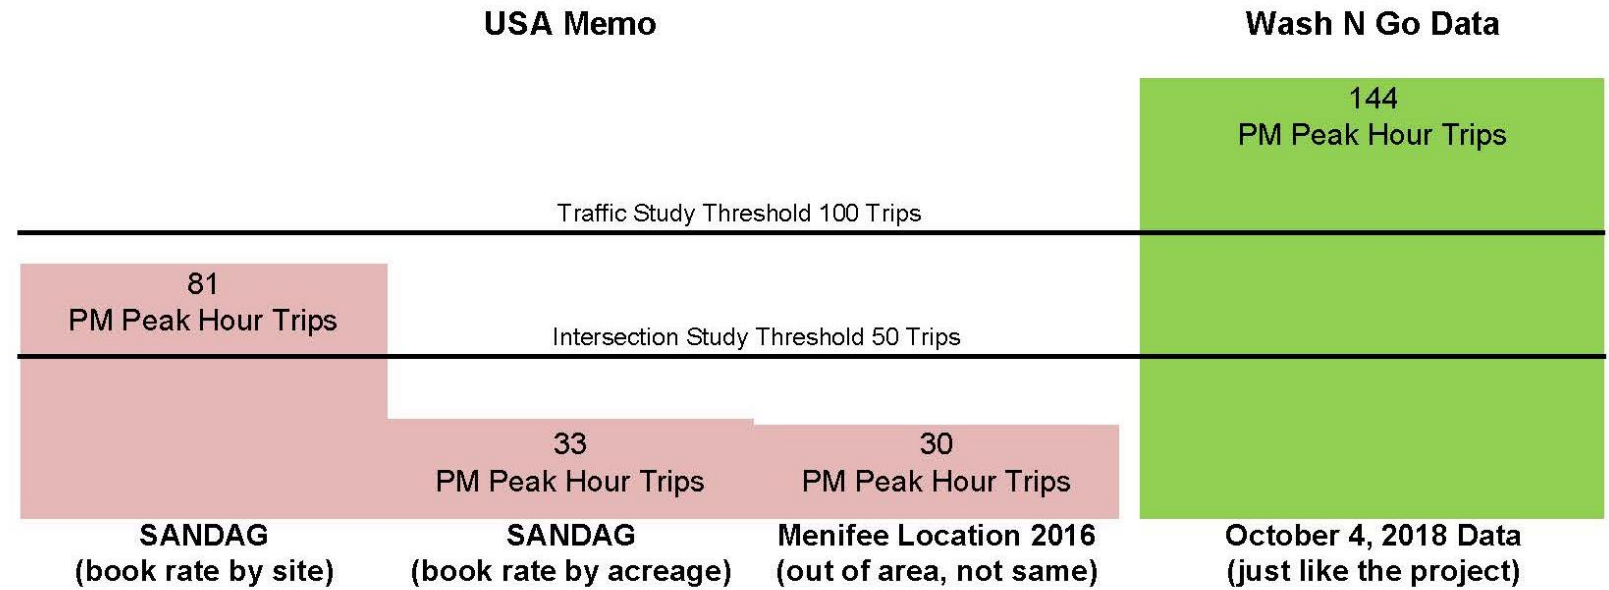 USA Memo
Wash N Go Data
144
PM Peak Hour Trips
Traffic Study Threshold 100 Trips
81
PM Peak Hour Trips
Intersection Study Threshold 50 Trips
33
PM Peak Hour Trips
30
PM Peak Hour Trips
SANDAG
(book rate by site)
SANDAG
(book rate by acreage)
Menifee Location 2016
(out of area, not same)
October 4, 2018 Data
(just like the project)